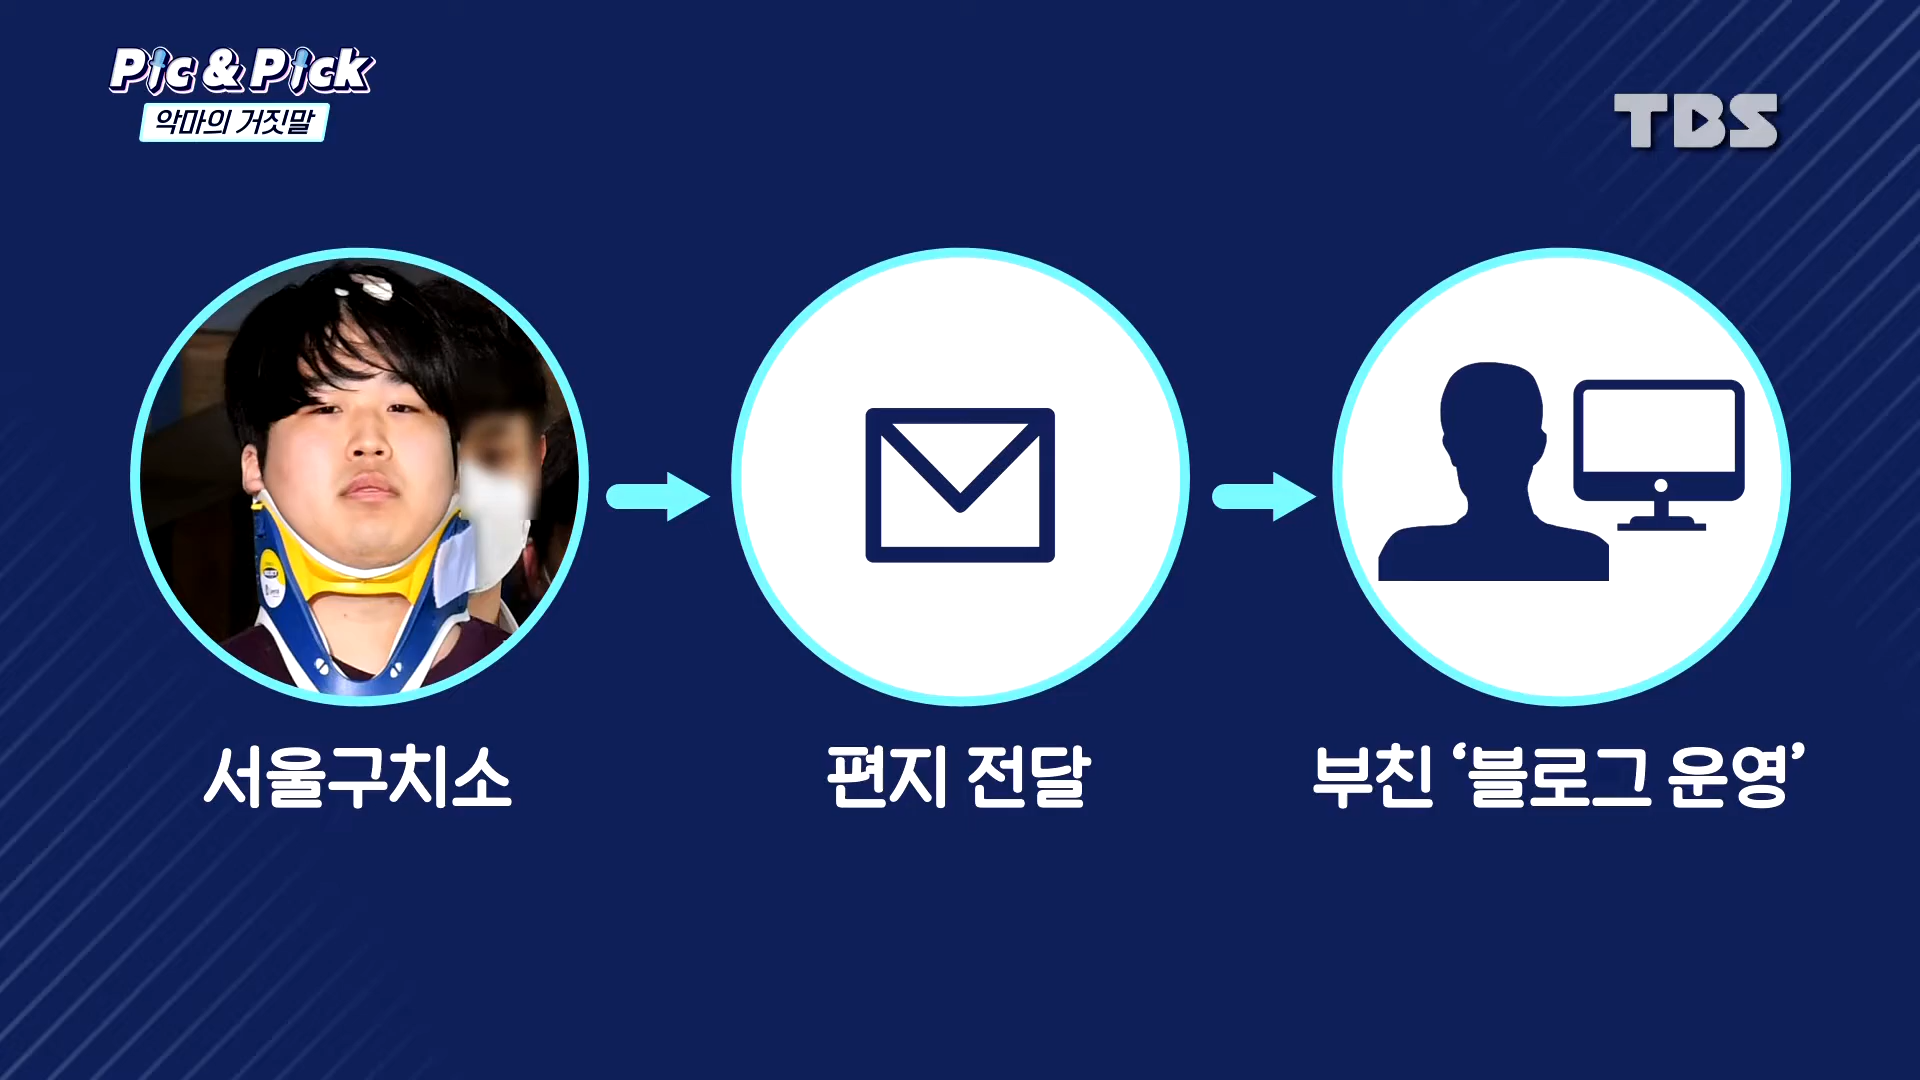 Pic & Pick
악마의 거짓말
TBS
서울구치소
편지 전달
부친 ‘블로그 운영’